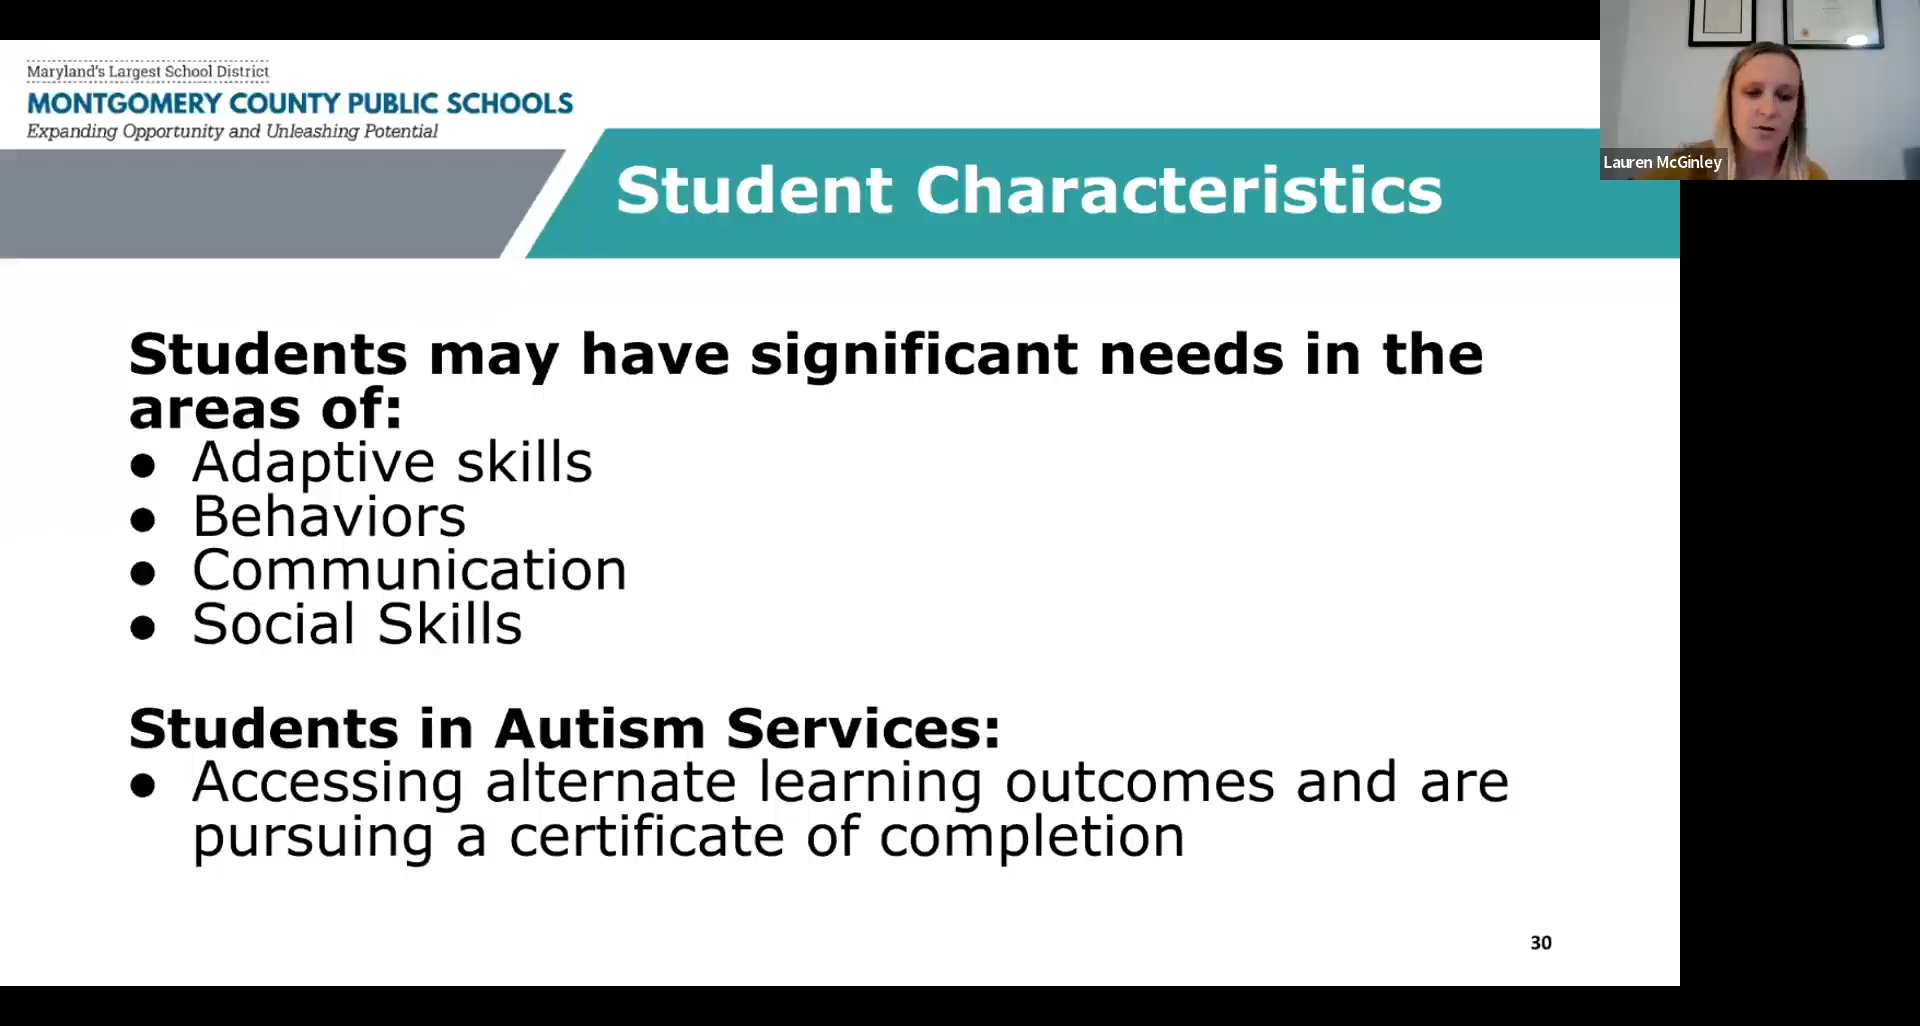 Maryland's Largest School District
MONTGOMERY COUNTY PUBLIC SCHOOLS
Expanding Opportunity and Unleashing Potential
Student Characteristics
Lauren McGinley
Students may have significant needs in the
areas of:
● Adaptive skills
● Behaviors
● Communication
● Social Skills
Students in Autism Services:
● Accessing alternate learning outcomes and are
pursuing a certificate of completion
30